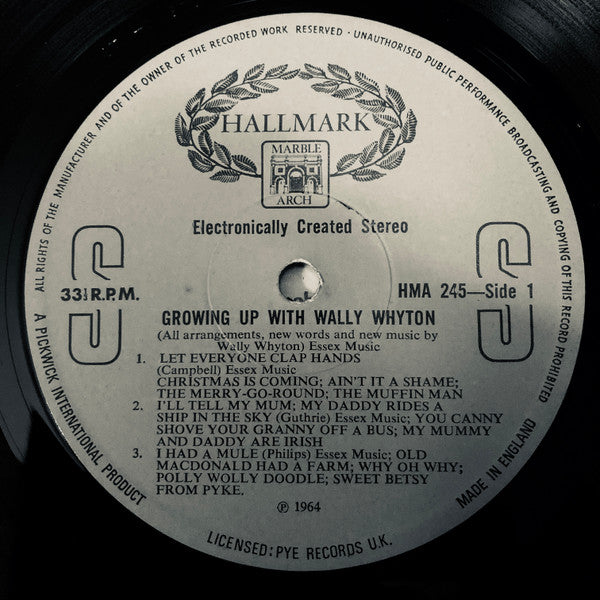 ALL RIGHTS OF THE MANUFACTURER AND OF THE OWNER OF THE RECORDED WORK RESERVED · UNAUTHORISED PUBLIC PERFORMANCE BROADCASTING AND COPYING OF THIS RECORD PROHIBITED
HALLMARK
MARBLE
ARCH
Electronically Created Stereo
S S
33⅓ R.P.M.
HMA 245—Side 1
GROWING UP WITH WALLY WHYTON
(All arrangements, new words and new music by
Wally Whyton) Essex Music
1. LET EVERYONE CLAP HANDS
(Campbell) Essex Music
CHRISTMAS IS COMING; AIN'T IT A SHAME;
THE MERRY-GO-ROUND; THE MUFFIN MAN
2. I'LL TELL MY MUM; MY DADDY RIDES A
SHIP IN THE SKY (Guthrie) Essex Music; YOU CANNY
SHOVE YOUR GRANNY OFF A BUS; MY MUMMY
AND DADDY ARE IRISH
3. I HAD A MULE (Philips) Essex Music; OLD
MACDONALD HAD A FARM; WHY OH WHY;
POLLY WOLLY DOODLE; SWEET BETSY
FROM PYKE.
℗ 1964
A PICKWICK INTERNATIONAL PRODUCT
LICENSED: PYE RECORDS U.K.
MADE IN ENGLAND